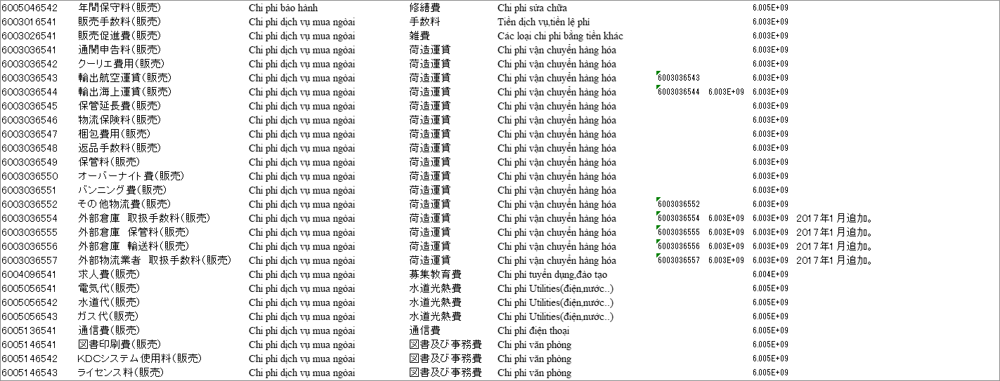 6005046542 年間保守料(販売) Chi phí bảo hành 修繕費 Chi phí sửa chữa 6.005E+09
6003016541 販売手数料(販売) Chi phí dịch vụ mua ngòai 手数料 Tiền dịch vụ,tiền lệ phí 6.003E+09
6003026541 販売促進費(販売) Chi phí dịch vụ mua ngòai 雑費 Các loại chi phí bằng tiền khác 6.003E+09
6003036541 通関申告料(販売) Chi phí dịch vụ mua ngòai 荷造運賃 Chi phí vận chuyển hàng hóa 6.003E+09
6003036542 クーリエ費用(販売) Chi phí dịch vụ mua ngòai 荷造運賃 Chi phí vận chuyển hàng hóa 6.003E+09
6003036543 輸出航空運賃(販売) Chi phí dịch vụ mua ngòai 荷造運賃 Chi phí vận chuyển hàng hóa 6003036543 6.003E+09
6003036544 輸出海上運賃(販売) Chi phí dịch vụ mua ngòai 荷造運賃 Chi phí vận chuyển hàng hóa 6003036544 6.003E+09 6.003E+09
6003036545 保管延長費(販売) Chi phí dịch vụ mua ngòai 荷造運賃 Chi phí vận chuyển hàng hóa 6.003E+09
6003036546 物流保険料(販売) Chi phí dịch vụ mua ngòai 荷造運賃 Chi phí vận chuyển hàng hóa 6.003E+09
6003036547 梱包費用(販売) Chi phí dịch vụ mua ngòai 荷造運賃 Chi phí vận chuyển hàng hóa 6.003E+09
6003036548 返品手数料(販売) Chi phí dịch vụ mua ngòai 荷造運賃 Chi phí vận chuyển hàng hóa 6.003E+09
6003036549 保管料(販売) Chi phí dịch vụ mua ngòai 荷造運賃 Chi phí vận chuyển hàng hóa 6.003E+09
6003036550 オーバーナイト費(販売) Chi phí dịch vụ mua ngòai 荷造運賃 Chi phí vận chuyển hàng hóa 6.003E+09
6003036551 バンニング費(販売) Chi phí dịch vụ mua ngòai 荷造運賃 Chi phí vận chuyển hàng hóa 6.003E+09
6003036552 その他物流費(販売) Chi phí dịch vụ mua ngòai 荷造運賃 Chi phí vận chuyển hàng hóa 6003036552 6.003E+09
6003036554 外部倉庫 取扱手数料(販売) Chi phí dịch vụ mua ngòai 荷造運賃 Chi phí vận chuyển hàng hóa 6003036554 6.003E+09 6.003E+09 2017年1月追加。
6003036555 外部倉庫 保管料(販売) Chi phí dịch vụ mua ngòai 荷造運賃 Chi phí vận chuyển hàng hóa 6003036555 6.003E+09 6.003E+09 2017年1月追加。
6003036556 外部倉庫 輸送料(販売) Chi phí dịch vụ mua ngòai 荷造運賃 Chi phí vận chuyển hàng hóa 6003036556 6.003E+09 6.003E+09 2017年1月追加。
6003036557 外部物流業者 取扱手数料(販売) Chi phí dịch vụ mua ngòai 荷造運賃 Chi phí vận chuyển hàng hóa 6003036557 6.003E+09 6.003E+09 2017年1月追加。
6004096541 求人費(販売) Chi phí dịch vụ mua ngòai 募集教育費 Chi phí tuyển dụng,đào tạo 6.004E+09
6005056541 電気代(販売) Chi phí dịch vụ mua ngòai 水道光熱費 Chi phí Utilities(điện,nước..) 6.005E+09
6005056542 水道代(販売) Chi phí dịch vụ mua ngòai 水道光熱費 Chi phí Utilities(điện,nước..) 6.005E+09
6005056543 ガス代(販売) Chi phí dịch vụ mua ngòai 水道光熱費 Chi phí Utilities(điện,nước..) 6.005E+09
6005136541 通信費(販売) Chi phí dịch vụ mua ngòai 通信費 Chi phí điện thoại 6.005E+09
6005146541 図書印刷費(販売) Chi phí dịch vụ mua ngòai 図書及び事務費 Chi phí văn phòng 6.005E+09
6005146542 KDCシステム使用料(販売) Chi phí dịch vụ mua ngòai 図書及び事務費 Chi phí văn phòng 6.005E+09
6005146543 ライセンス料(販売) Chi phí dịch vụ mua ngòai 図書及び事務費 Chi phí văn phòng 6.005E+09